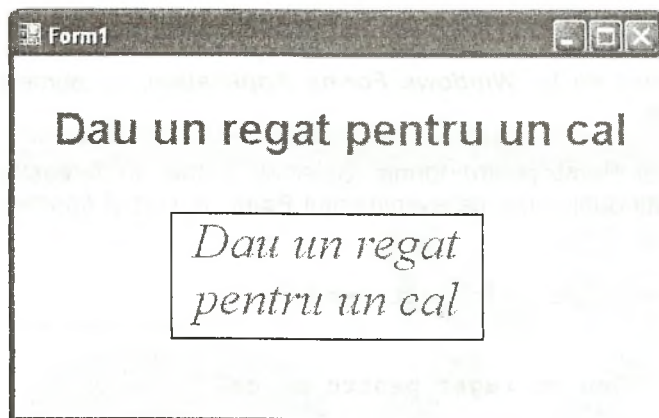 Form1
Dau un regat pentru un cal
Dau un regat
pentru un cal